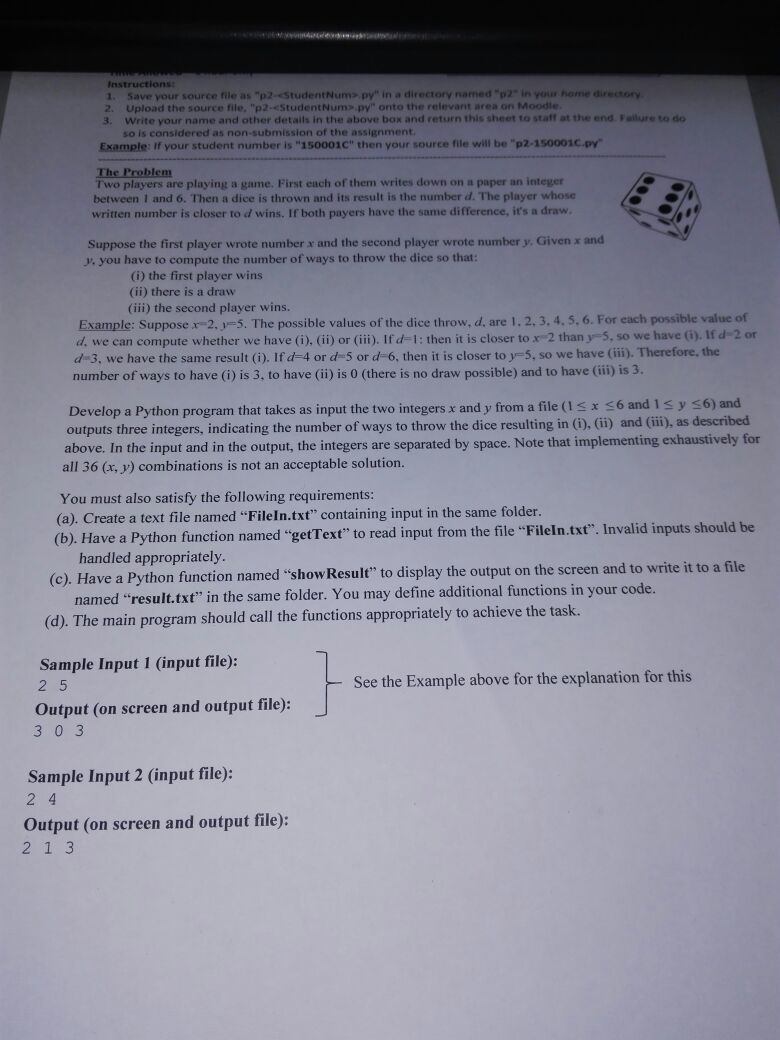 Instructions:
1. Save your source file as "p2-<StudentNum>.py" in a directory named "p2" in your home directory.
2. Upload the source file, "p2-<StudentNum>.py" onto the relevant area on Moodle.
3. Write your name and other details in the above box and return this sheet to staff at the end. Failure to do
so is considered as non-submission of the assignment.
Example: If your student number is "150001C" then your source file will be "p2-150001C.py"
The Problem
Two players are playing a game. First each of them writes down on a paper an integer
between 1 and 6. Then a dice is thrown and its result is the number d. The player whose
written number is closer to d wins. If both payers have the same difference, it's a draw.
Suppose the first player wrote number x and the second player wrote number y. Given x and
y, you have to compute the number of ways to throw the dice so that:
(i) the first player wins
(ii) there is a draw
(iii) the second player wins.
Example: Suppose x=2, y=5. The possible values of the dice throw, d, are 1, 2, 3, 4, 5, 6. For each possible value of
d, we can compute whether we have (i), (ii) or (iii). If d=1: then it is closer to x=2 than y=5, so we have (i). If d=2 or
d=3, we have the same result (i). If d=4 or d=5 or d=6, then it is closer to y=5, so we have (iii). Therefore, the
number of ways to have (i) is 3, to have (ii) is 0 (there is no draw possible) and to have (iii) is 3.
Develop a Python program that takes as input the two integers x and y from a file (1 ≤ x ≤6 and 1≤ y ≤6) and
outputs three integers, indicating the number of ways to throw the dice resulting in (i), (ii) and (iii), as described
above. In the input and in the output, the integers are separated by space. Note that implementing exhaustively for
all 36 (x, y) combinations is not an acceptable solution.
You must also satisfy the following requirements:
(a). Create a text file named “FileIn.txt” containing input in the same folder.
(b). Have a Python function named “getText” to read input from the file “FileIn.txt”. Invalid inputs should be
handled appropriately.
(c). Have a Python function named “showResult” to display the output on the screen and to write it to a file
named “result.txt” in the same folder. You may define additional functions in your code.
(d). The main program should call the functions appropriately to achieve the task.
Sample Input 1 (input file):
2 5
See the Example above for the explanation for this
Output (on screen and output file):
3 0 3
Sample Input 2 (input file):
2 4
Output (on screen and output file):
2 1 3